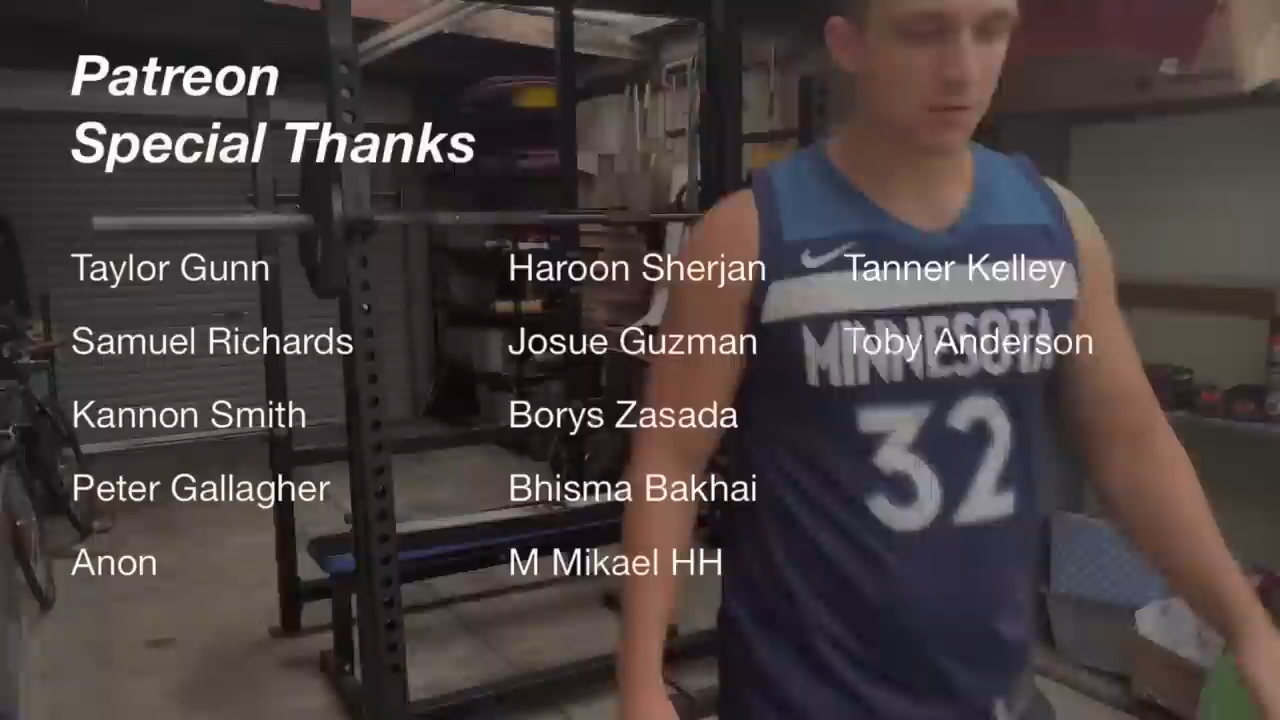 Patreon
Special Thanks
Taylor Gunn
Samuel Richards
Kannon Smith
Peter Gallagher
Anon
Haroon Sherjan
Josue Guzman
Borys Zasada
Bhisma Bakhai
M Mikael HH
Tanner Kelley
Toby Anderson
MINNESOTA
32